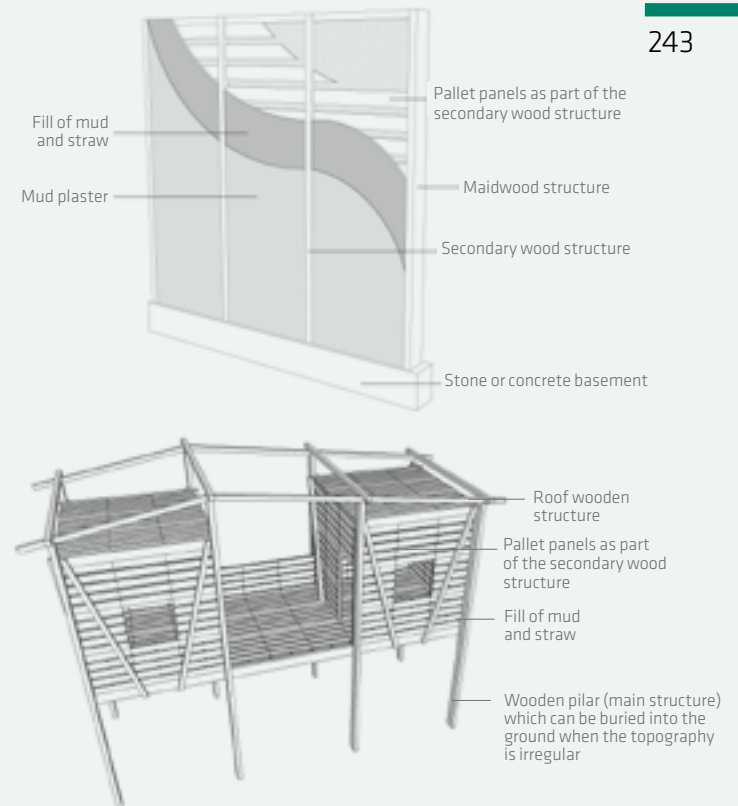 243
Pallet panels as part of the
secondary wood structure
Fill of mud
and straw
Maidwood structure
Mud plaster
Secondary wood structure
Stone or concrete basement
Roof wooden
structure
Pallet panels as part
of the secondary wood
structure
Fill of mud
and straw
Wooden pilar (main structure)
which can be buried into the
ground when the topography
is irregular